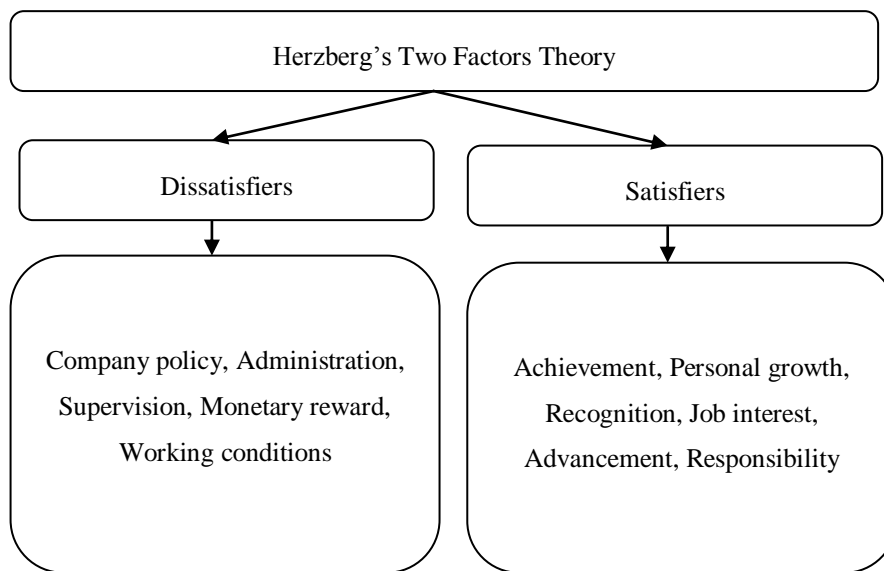 Herzberg’s Two Factors Theory
Dissatisfiers
Satisfiers
Company policy, Administration,
Supervision, Monetary reward,
Working conditions
Achievement, Personal growth,
Recognition, Job interest,
Advancement, Responsibility